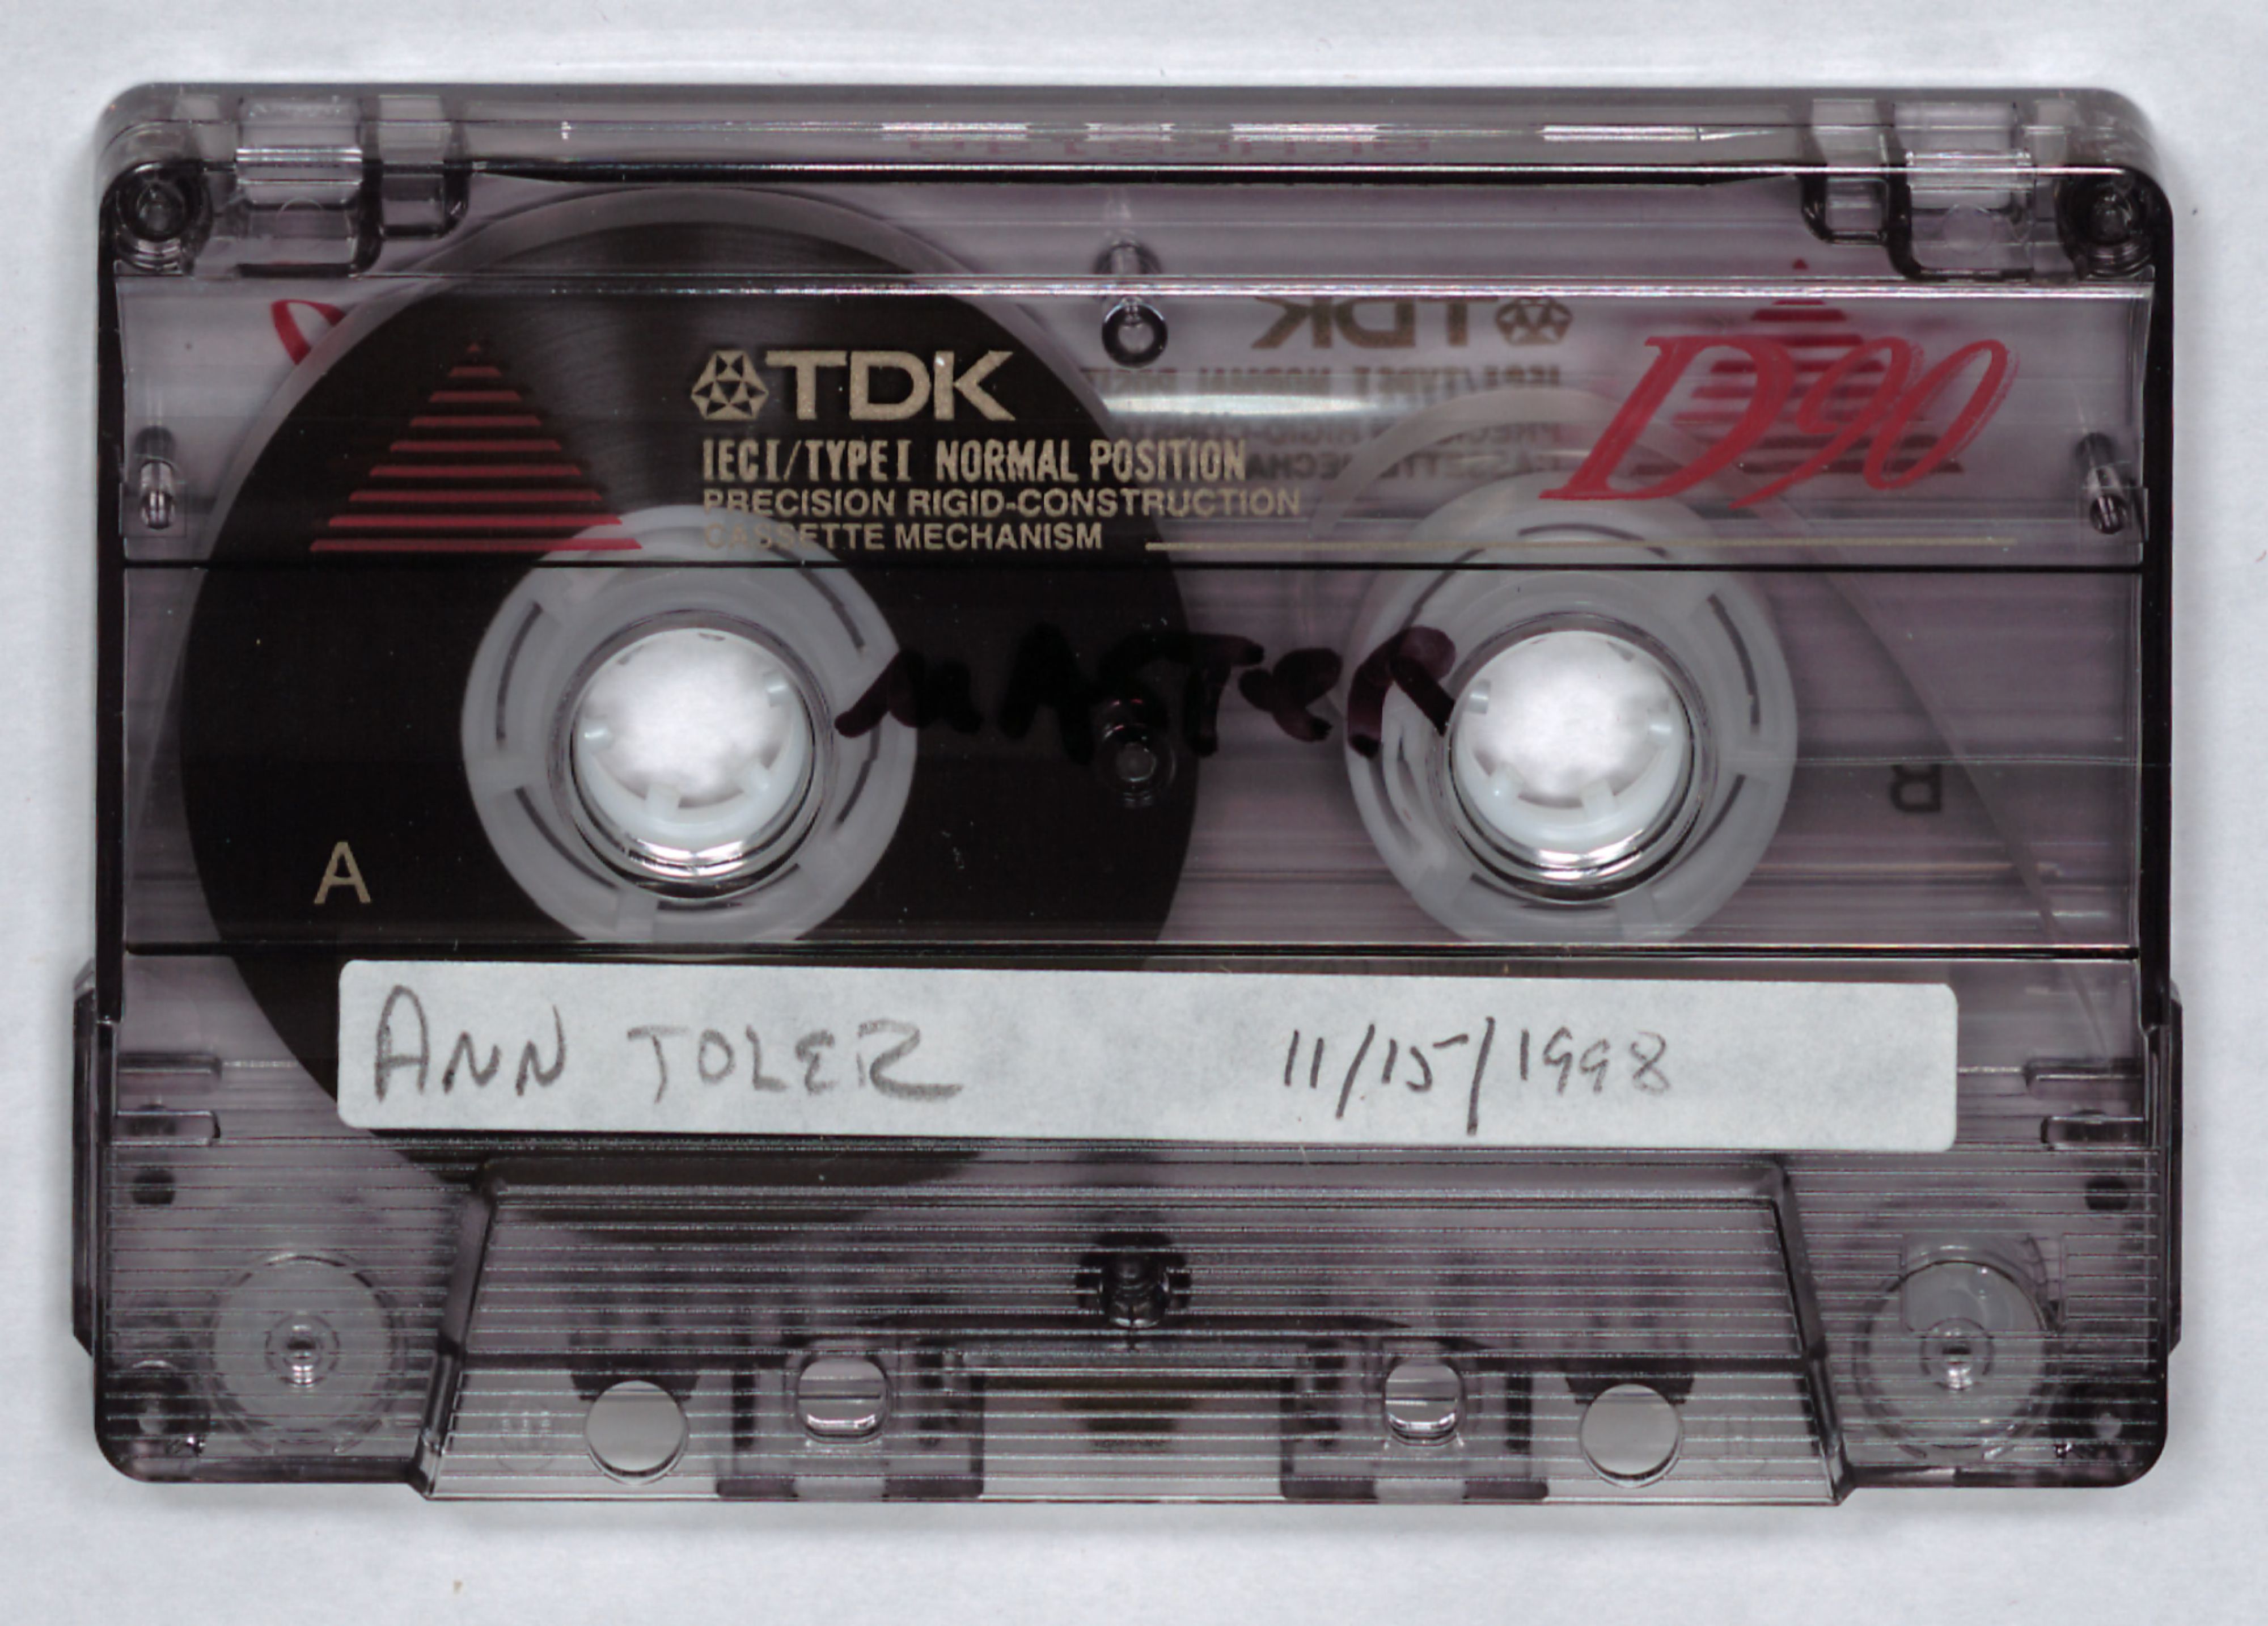 TDK
D90
IEC I/TYPE I NORMAL POSITION
PRECISION RIGID-CONSTRUCTION
CASSETTE MECHANISM
MASTER
A
ANN TOLER 11/15/1998